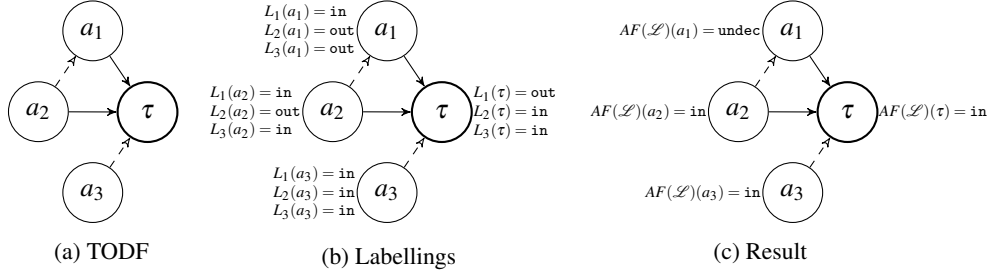 a₁
a₂
τ
a₃
(a) TODF
L₁(a₁) = in
L₂(a₁) = out
L₃(a₁) = out
a₁
L₁(a₂) = in
L₂(a₂) = out
L₃(a₂) = in
a₂
τ
L₁(τ) = out
L₂(τ) = in
L₃(τ) = in
L₁(a₃) = in
L₂(a₃) = in
L₃(a₃) = in
a₃
(b) Labellings
AF(ℒ)(a₁) = undec
a₁
AF(ℒ)(a₂) = in
a₂
τ
AF(ℒ)(τ) = in
AF(ℒ)(a₃) = in
a₃
(c) Result